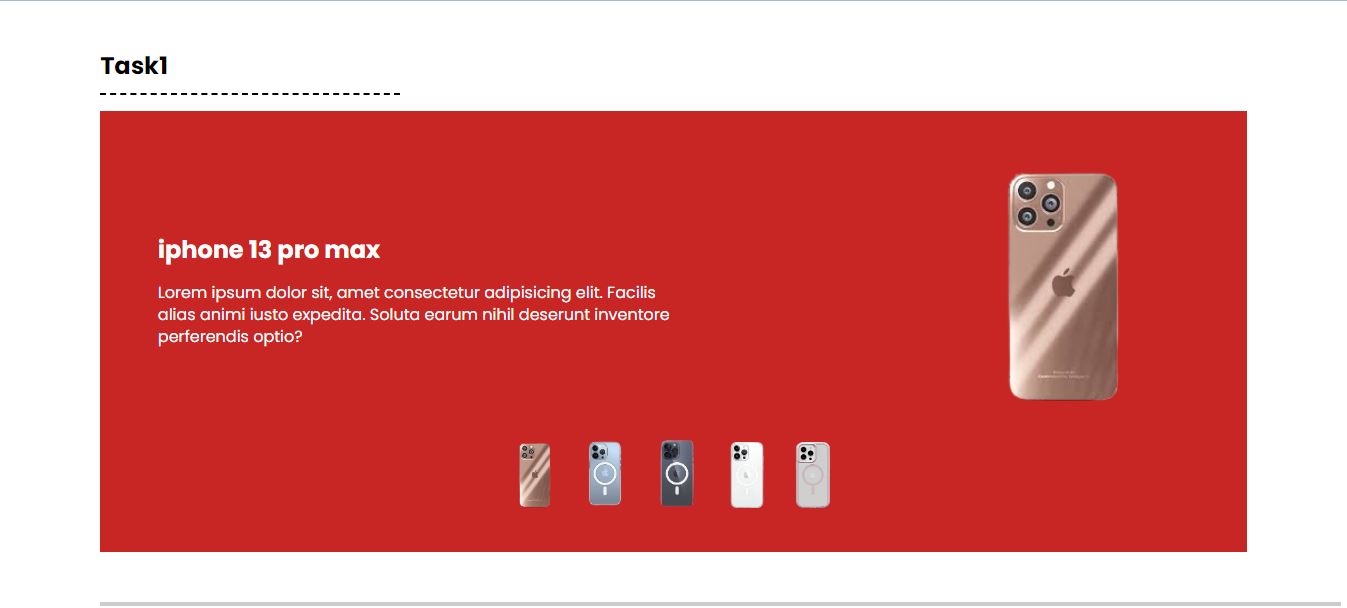 Task1
iphone 13 pro max
Lorem ipsum dolor sit, amet consectetur adipisicing elit. Facilis
alias animi iusto expedita. Soluta earum nihil deserunt inventore
perferendis optio?